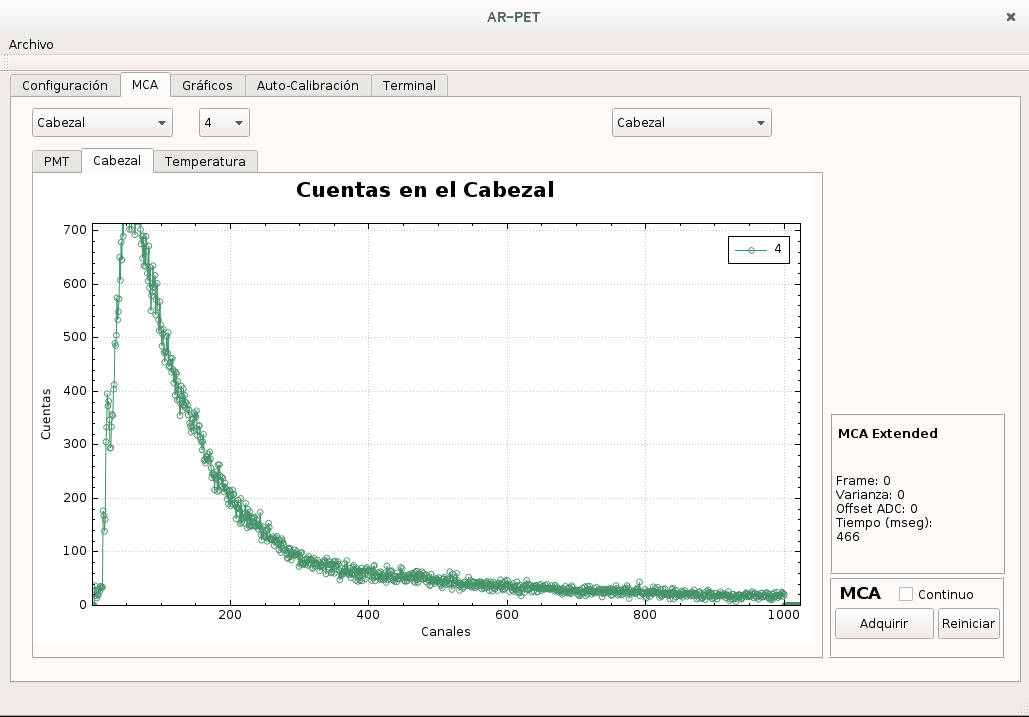 AR-PET
Archivo
Configuración MCA Gráficos Auto-Calibración Terminal
Cabezal 4 Cabezal
PMT Cabezal Temperatura
Cuentas en el Cabezal
4
700
600
500
400
300
200
100
0
Cuentas
200 400 600 800 1000
Canales
MCA Extended
Frame: 0
Varianza: 0
Offset ADC: 0
Tiempo (mseg):
466
MCA Continuo
Adquirir Reiniciar